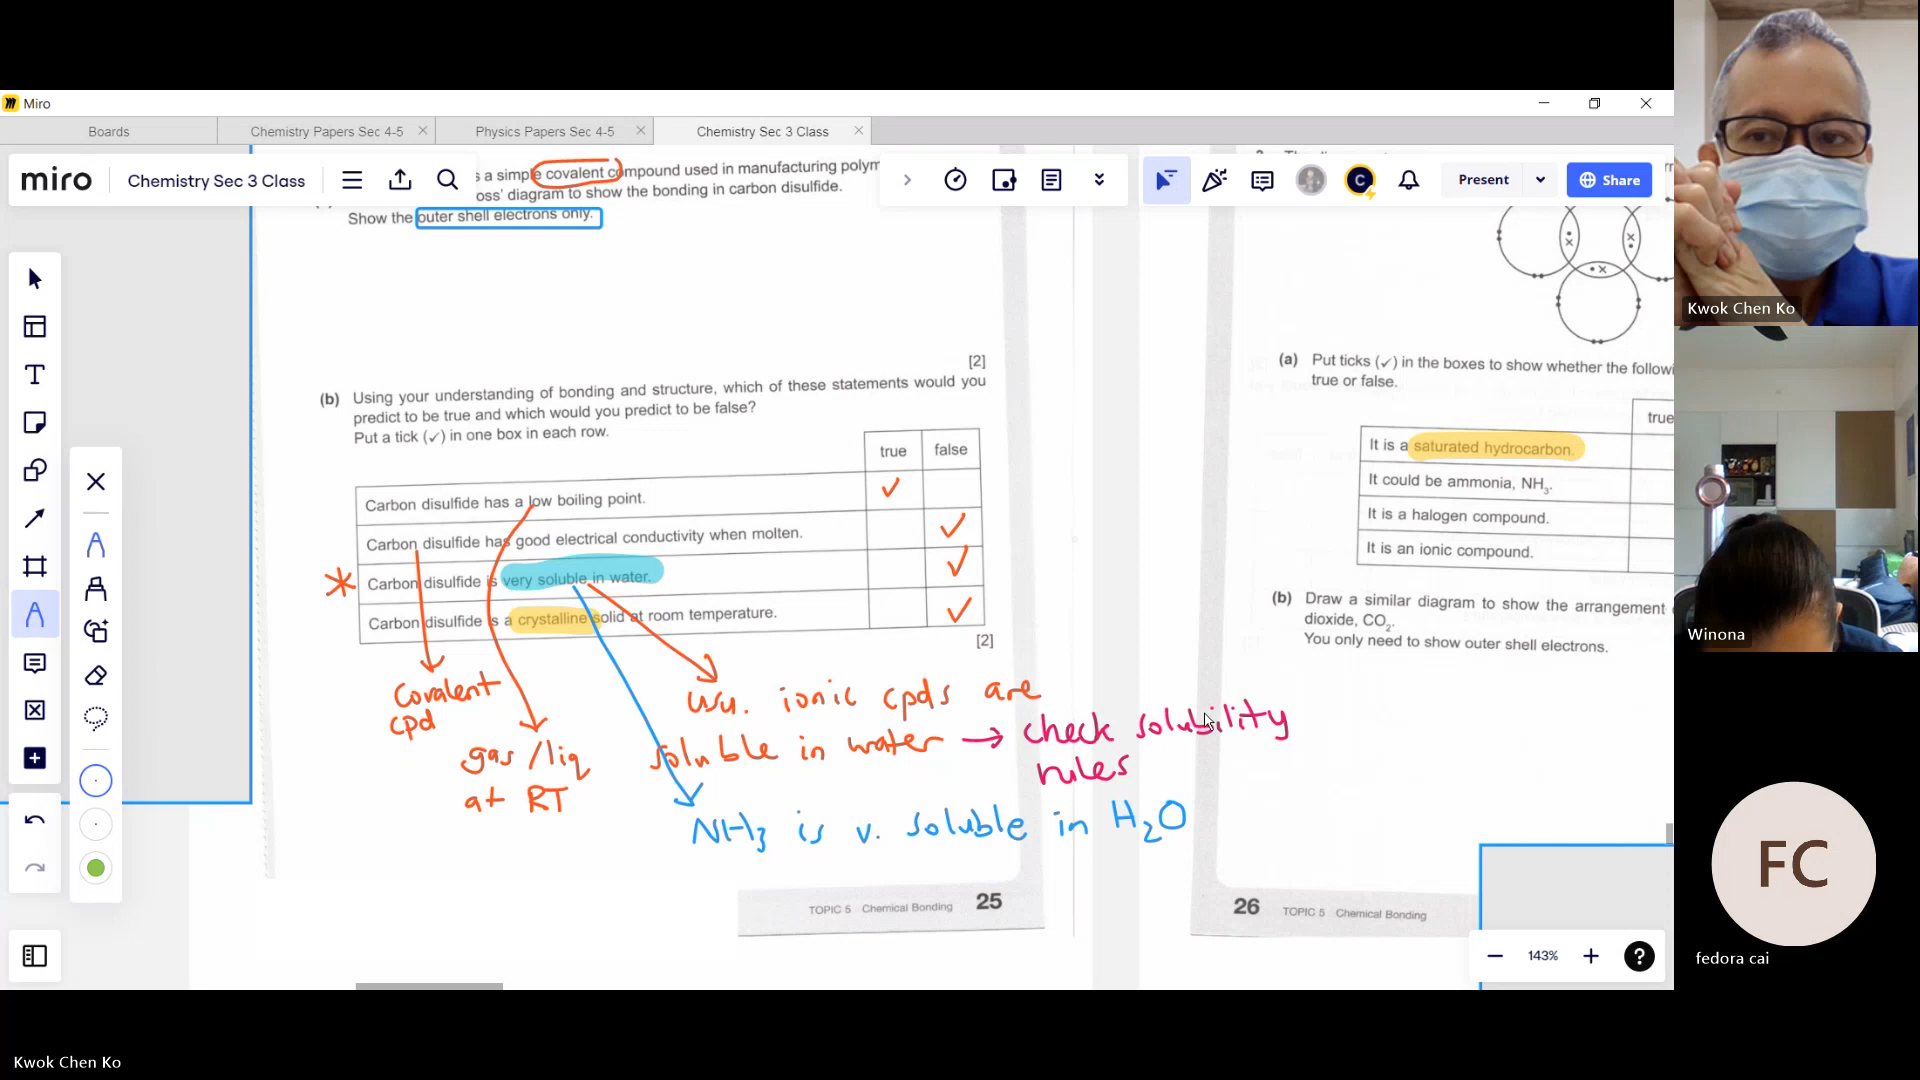 Miro
Boards
Chemistry Papers Sec 4-5
Physics Papers Sec 4-5
Chemistry Sec 3 Class
miro
Chemistry Sec 3 Class
Present
Share
s a simple covalent compound used in manufacturing polym
oss' diagram to show the bonding in carbon disulfide.
Show the outer shell electrons only.
[2]
(b) Using your understanding of bonding and structure, which of these statements would you
predict to be true and which would you predict to be false?
Put a tick (✓) in one box in each row.
true false
Carbon disulfide has a low boiling point. ✓
Carbon disulfide has good electrical conductivity when molten. ✓
* Carbon disulfide is very soluble in water. ✓
Carbon disulfide is a crystalline solid at room temperature. ✓
[2]
covalent
cpd
gas/liq
at RT
usu. ionic cpds are
soluble in water → check solubility
rules
NH₃ is v. soluble in H₂O
TOPIC 5 Chemical Bonding 25
(a) Put ticks (✓) in the boxes to show whether the followi
true or false.
true
It is a saturated hydrocarbon.
It could be ammonia, NH₃.
It is a halogen compound.
It is an ionic compound.
(b) Draw a similar diagram to show the arrangement
dioxide, CO₂.
You only need to show outer shell electrons.
26 TOPIC 5 Chemical Bonding
143%
Kwok Chen Ko
Winona
FC
fedora cai
Kwok Chen Ko